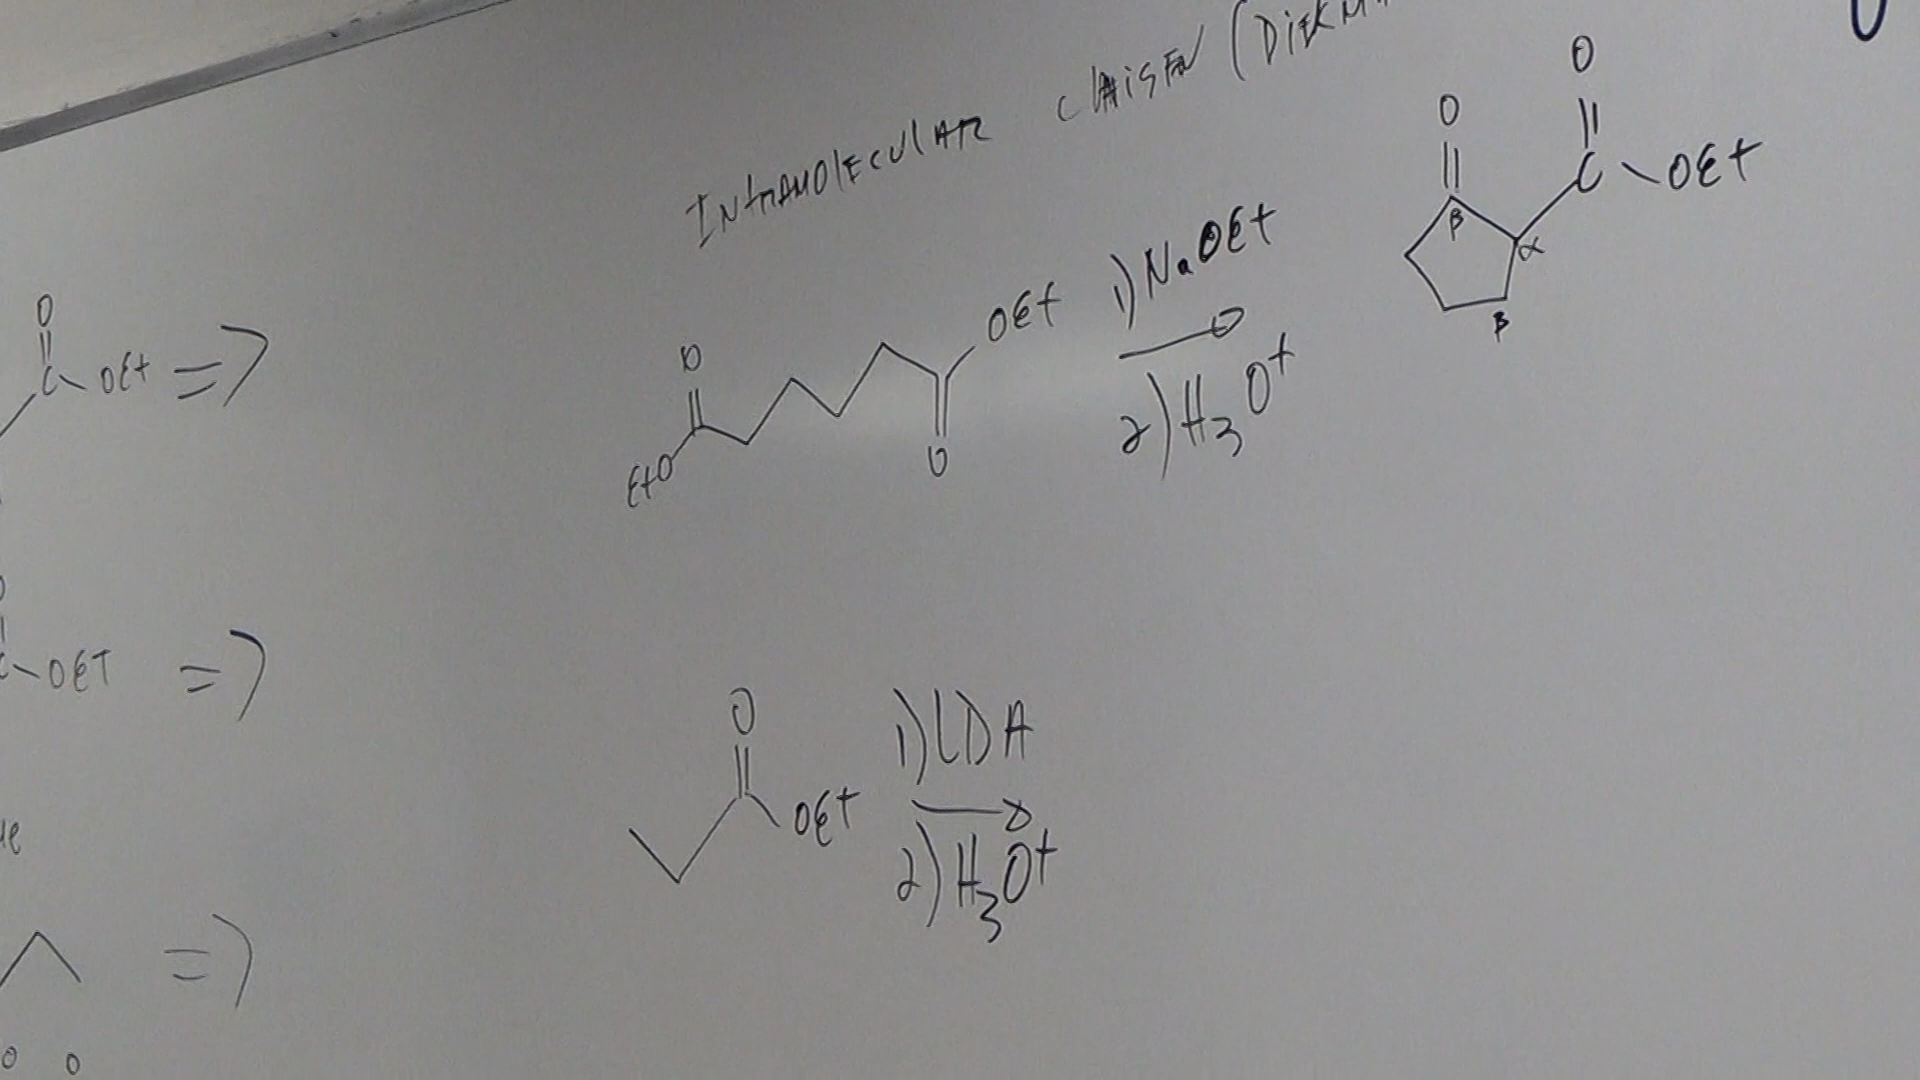 INTRAMOLECULAR CLAISEN (DIEKM
O
O
C
OEt
β
α
β
1) NaOEt
2) H3O+
O
OEt
EtO
O
O
C
OEt =>
OET =>
O
OEt
1) LDA
2) H3O+
=>
O O